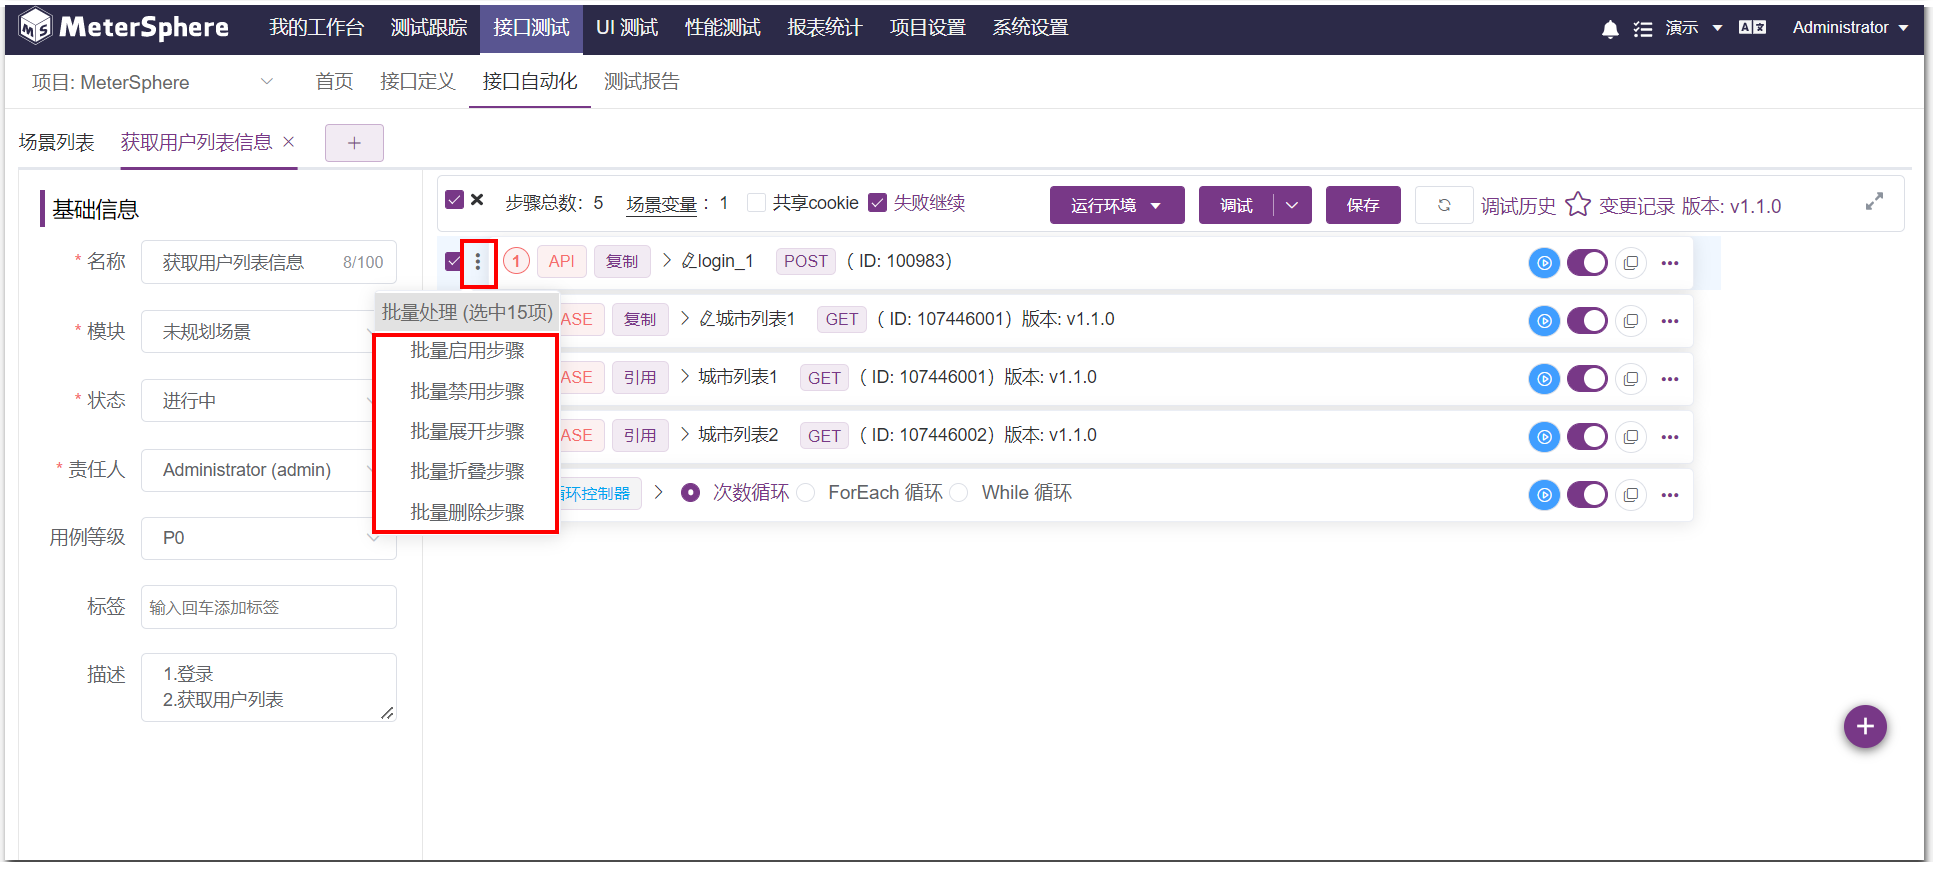 MeterSphere 我的工作台 测试跟踪 接口测试 UI 测试 性能测试 报表统计 项目设置 系统设置 演示 Administrator
项目: MeterSphere 首页 接口定义 接口自动化 测试报告
场景列表 获取用户列表信息 × +
基础信息
* 名称 获取用户列表信息 8/100
* 模块 未规划场景
* 状态 进行中
* 责任人 Administrator (admin)
用例等级 P0
标签 输入回车添加标签
描述 1.登录
2.获取用户列表
步骤总数: 5 场景变量 : 1 共享cookie 失败继续 运行环境 调试 保存 调试历史 变更记录 版本: v1.1.0
1 API 复制 login_1 POST ( ID: 100983)
批量处理 (选中15项)
批量启用步骤
批量禁用步骤
批量展开步骤
批量折叠步骤
批量删除步骤
ASE 复制 城市列表1 GET ( ID: 107446001) 版本: v1.1.0
ASE 引用 城市列表1 GET ( ID: 107446001) 版本: v1.1.0
ASE 引用 城市列表2 GET ( ID: 107446002) 版本: v1.1.0
环控制器 次数循环 ForEach 循环 While 循环